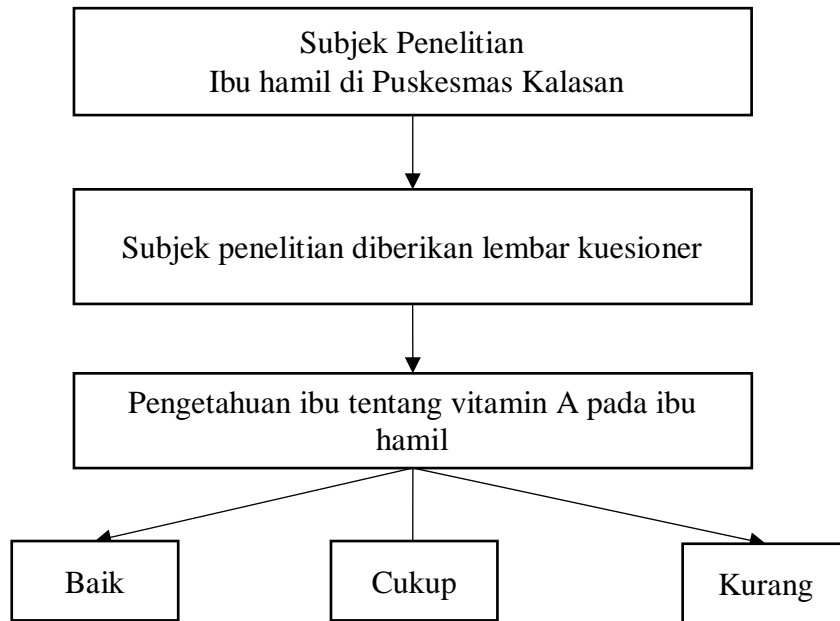 Subjek Penelitian
Ibu hamil di Puskesmas Kalasan
Subjek penelitian diberikan lembar kuesioner
Pengetahuan ibu tentang vitamin A pada ibu
hamil
Baik
Cukup
Kurang